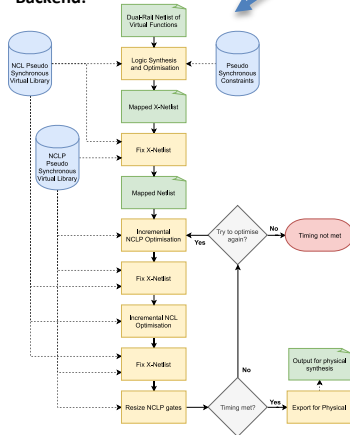 Backend:
Dual-Rail Netlist of
Virtual Functions
NCL Pseudo
Synchronous
Virtual Library
Logic Synthesis and
Optimisation
Pseudo
Synchronous
Constraints
Mapped X-Netlist
NCLP
Pseudo
Synchronous
Virtual Library
Fix X-Netlist
Mapped Netlist
Incremental
NCLP Optimisation
Yes
Try to optimise
again?
No
Timing not met
Fix X-Netlist
Incremental NCL
Optimisation
No
Output for physical
synthesis
Fix X-Netlist
Resize NCLP gates
Timing met?
Yes
Export for Physical